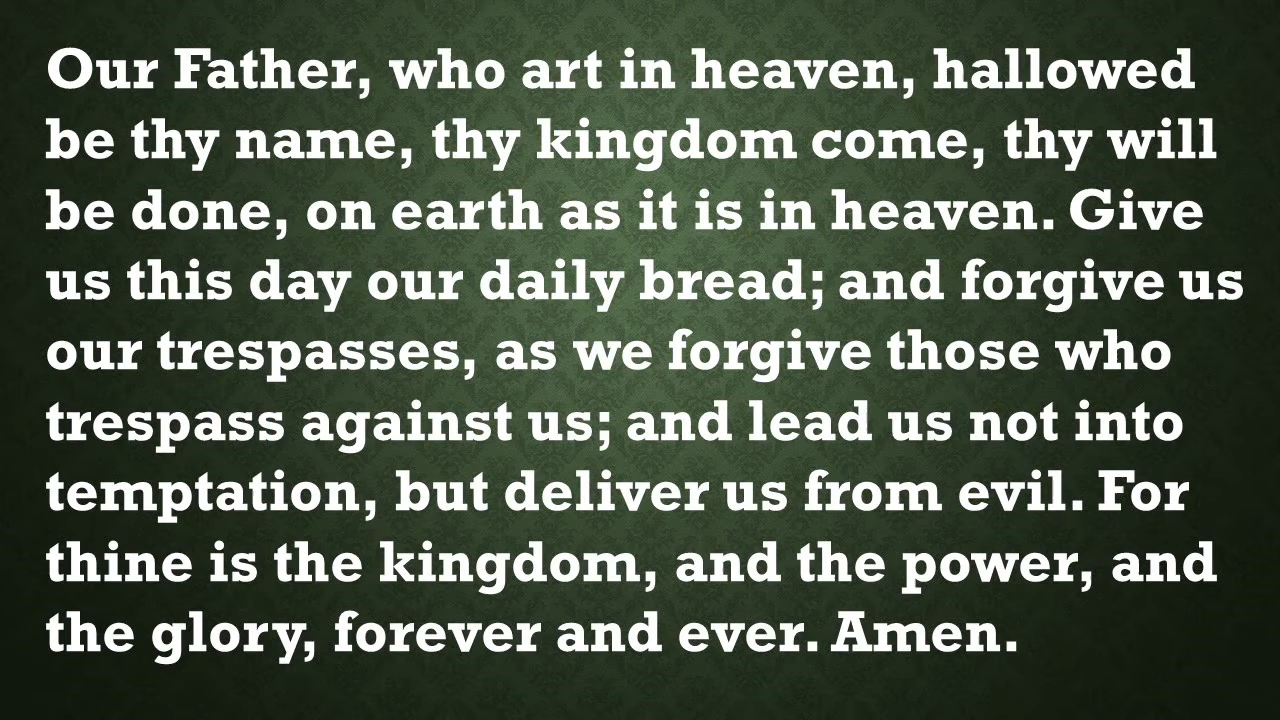 Our Father, who art in heaven, hallowed
be thy name, thy kingdom come, thy will
be done, on earth as it is in heaven. Give
us this day our daily bread; and forgive us
our trespasses, as we forgive those who
trespass against us; and lead us not into
temptation, but deliver us from evil. For
thine is the kingdom, and the power, and
the glory, forever and ever. Amen.